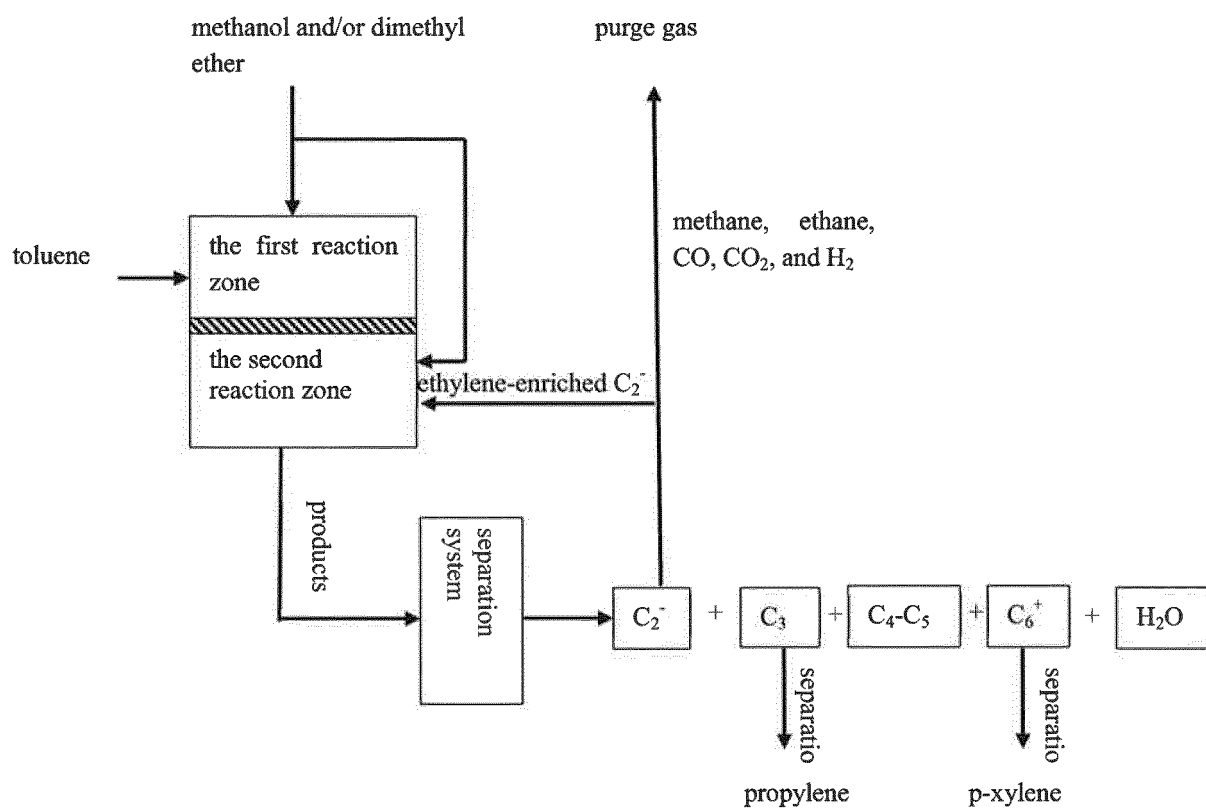 methanol and/or dimethyl
ether
purge gas
toluene
the first reaction
zone
methane, ethane,
CO, CO₂, and H₂
the second
reaction zone
ethylene-enriched C₂⁻
products
separation
system
C₂⁻ + C₃ + C₄-C₅ + C₆⁺ + H₂O
separatio
separatio
propylene
p-xylene